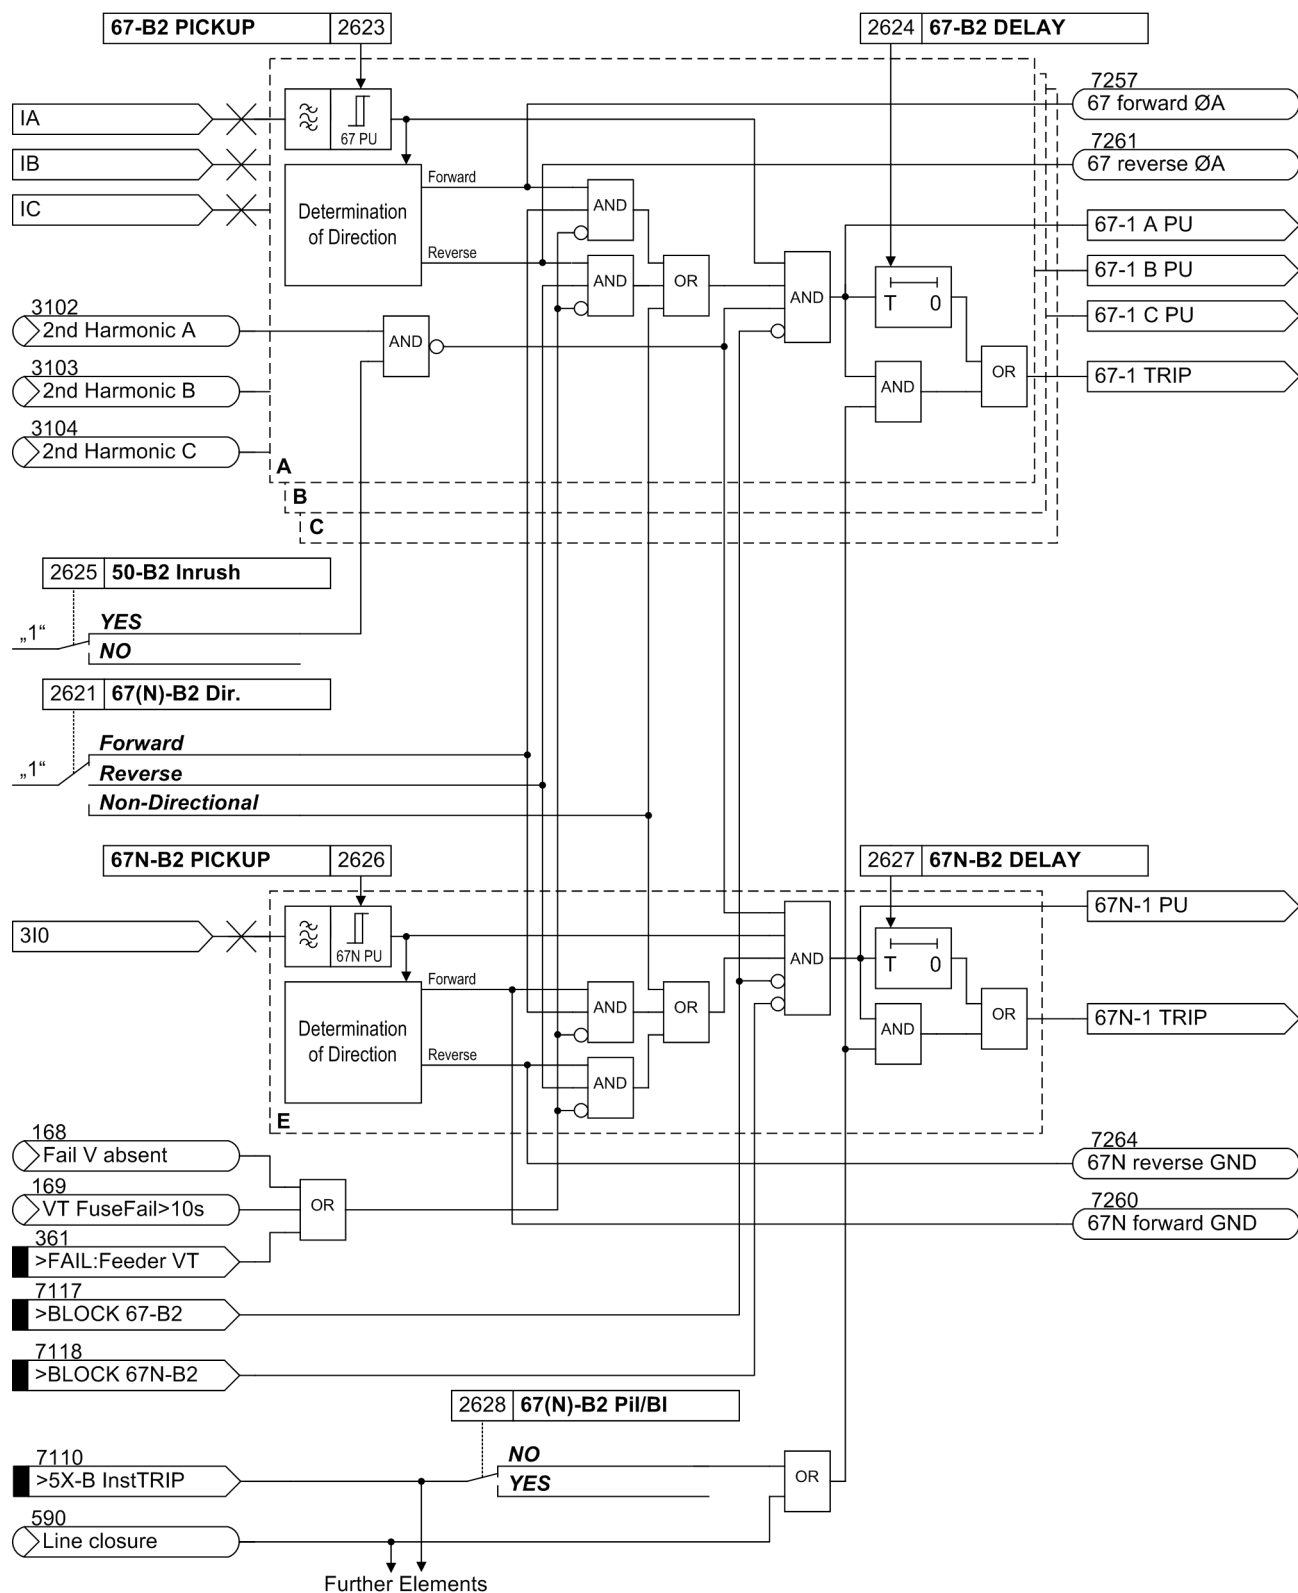 67-B2 PICKUP 2623
2624 67-B2 DELAY
7257
67 forward ØA
IA
67 PU
7261
67 reverse ØA
IB
Forward
AND
IC
Determination
of Direction
67-1 A PU
Reverse
AND
OR
AND
T 0
67-1 B PU
3102
2nd Harmonic A
AND
67-1 C PU
3103
2nd Harmonic B
AND
OR
67-1 TRIP
3104
2nd Harmonic C
A
B
C
2625 50-B2 Inrush
„1“
YES
NO
2621 67(N)-B2 Dir.
„1“
Forward
Reverse
Non-Directional
67N-B2 PICKUP 2626
2627 67N-B2 DELAY
67N-1 PU
3I0
67N PU
AND
T 0
Forward
AND
OR
Determination
of Direction
AND
OR
67N-1 TRIP
Reverse
AND
E
168
Fail V absent
7264
67N reverse GND
169
VT FuseFail>10s
OR
7260
67N forward GND
361
>FAIL:Feeder VT
7117
>BLOCK 67-B2
7118
>BLOCK 67N-B2
2628 67(N)-B2 Pil/Bl
7110
>5X-B InstTRIP
NO
YES
OR
590
Line closure
Further Elements